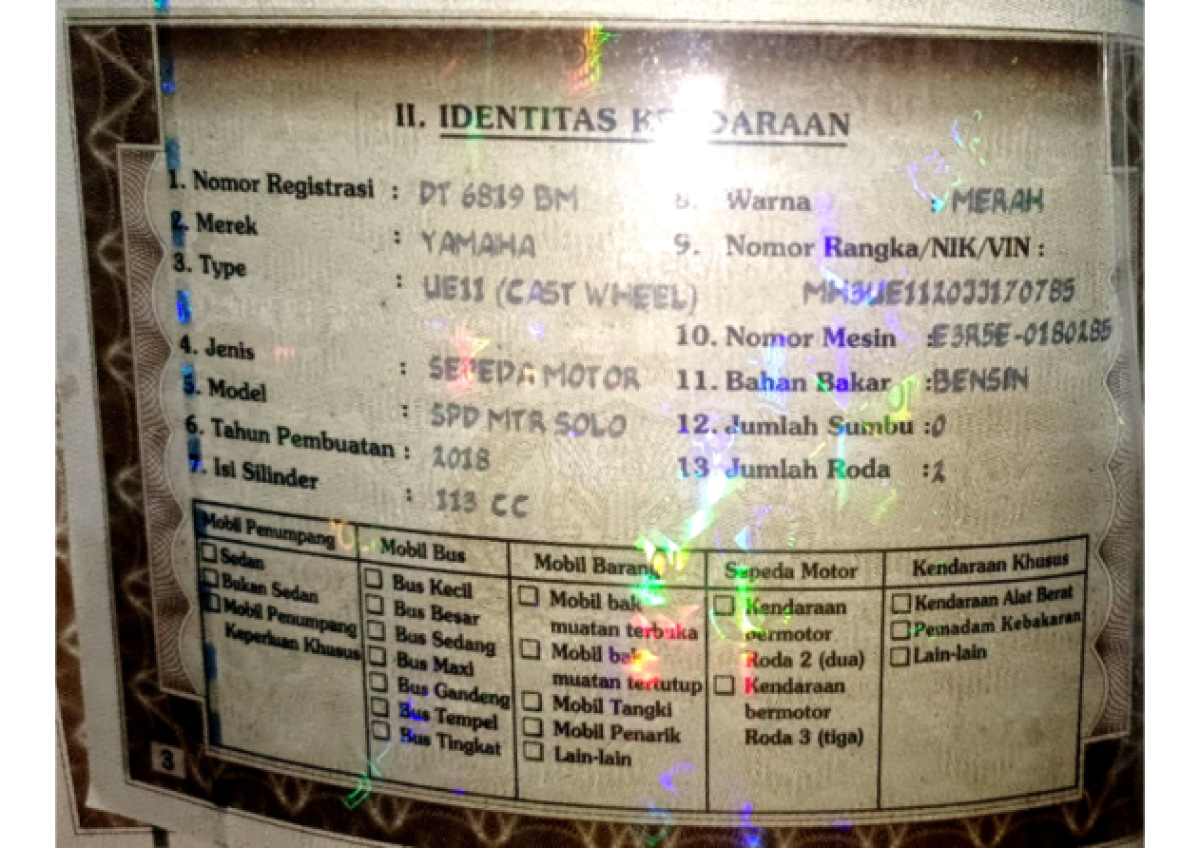 II. IDENTITAS KENDARAAN
1. Nomor Registrasi : DT 6819 BM
2. Merek : YAMAHA
3. Type : UE11 (CAST WHEEL)
4. Jenis : SEPEDA MOTOR
5. Model : SPD MTR SOLO
6. Tahun Pembuatan : 2018
7. Isi Silinder : 113 CC
8. Warna : MERAH
9. Nomor Rangka/NIK/VIN :
MH3UE1120JJ170785
10. Nomor Mesin :E3R5E-0180285
11. Bahan Bakar :BENSIN
12. Jumlah Sumbu :0
13 Jumlah Roda :2
Mobil Penumpang
Sedan
Bukan Sedan
Mobil Penumpang
Keperluan Khusus
Mobil Bus
Bus Kecil
Bus Besar
Bus Sedang
Bus Maxi
Bus Gandeng
Bus Tempel
Bus Tingkat
Mobil Barang
Mobil bak
muatan terbuka
Mobil bak
muatan tertutup
Mobil Tangki
Mobil Penarik
Lain-lain
Sepeda Motor
Kendaraan
bermotor
Roda 2 (dua)
Kendaraan
bermotor
Roda 3 (tiga)
Kendaraan Khusus
Kendaraan Alat Berat
Pemadam Kebakaran
Lain-lain
3